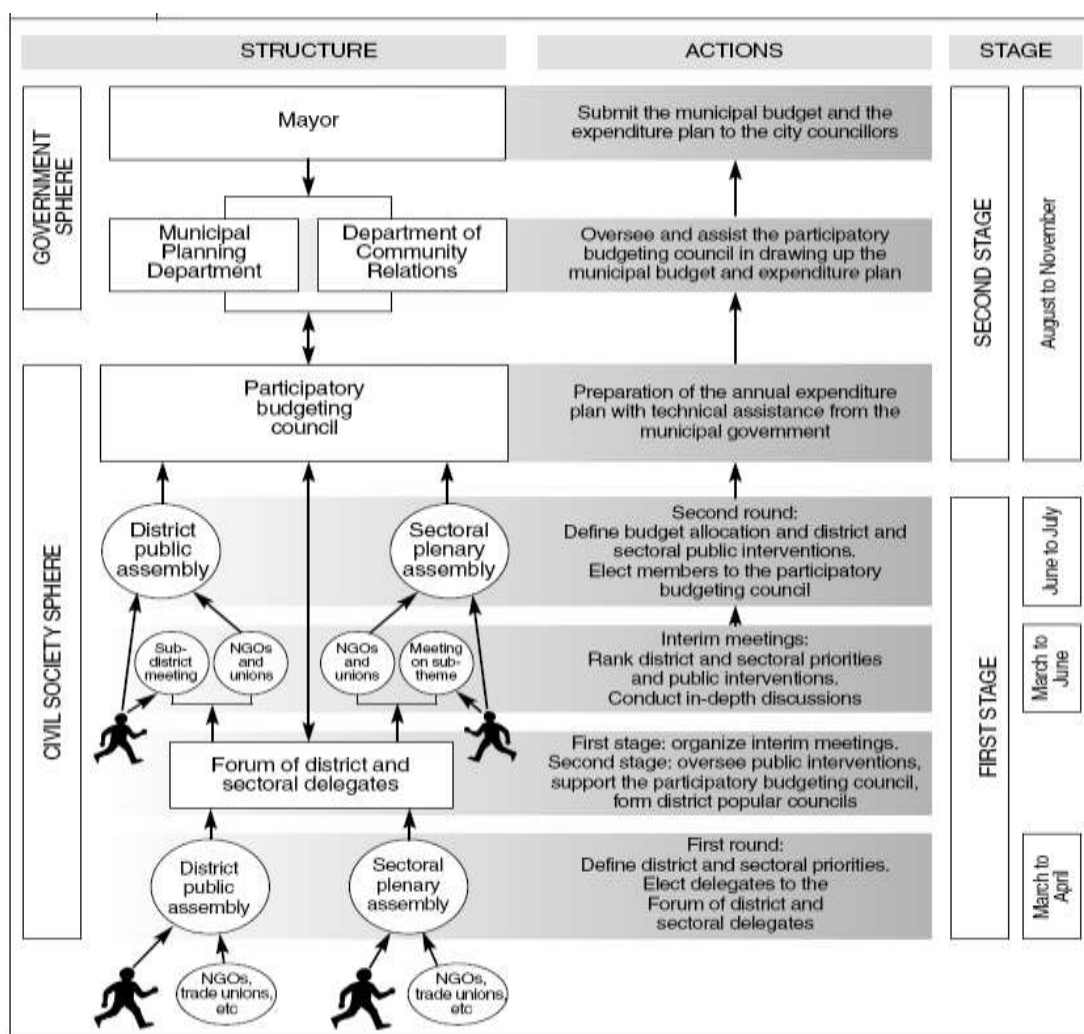 STRUCTURE
ACTIONS
STAGE
GOVERNMENT
SPHERE
Mayor
Submit the municipal budget and the
expenditure plan to the city councillors
Municipal
Planning
Department
Department of
Community
Relations
Oversee and assist the participatory
budgeting council in drawing up the
municipal budget and expenditure plan
SECOND STAGE
August to November
CIVIL SOCIETY SPHERE
Participatory
budgeting
council
Preparation of the annual expenditure
plan with technical assistance from the
municipal government
District
public
assembly
Sectoral
plenary
assembly
Second round:
Define budget allocation and district and
sectoral public interventions.
Elect members to the participatory
budgeting council
FIRST STAGE
June to July
Sub-
district
meeting
NGOs
and
unions
NGOs
and
unions
Meeting
on sub-
theme
Interim meetings:
Rank district and sectoral priorities
and public interventions.
Conduct in-depth discussions
March to
June
Forum of district and
sectoral delegates
First stage: organize interim meetings.
Second stage: oversee public interventions,
support the participatory budgeting council,
form district popular councils
District
public
assembly
Sectoral
plenary
assembly
First round:
Define district and sectoral priorities.
Elect delegates to the
Forum of district and
sectoral delegates
March to
April
NGOs,
trade unions,
etc
NGOs,
trade unions,
etc